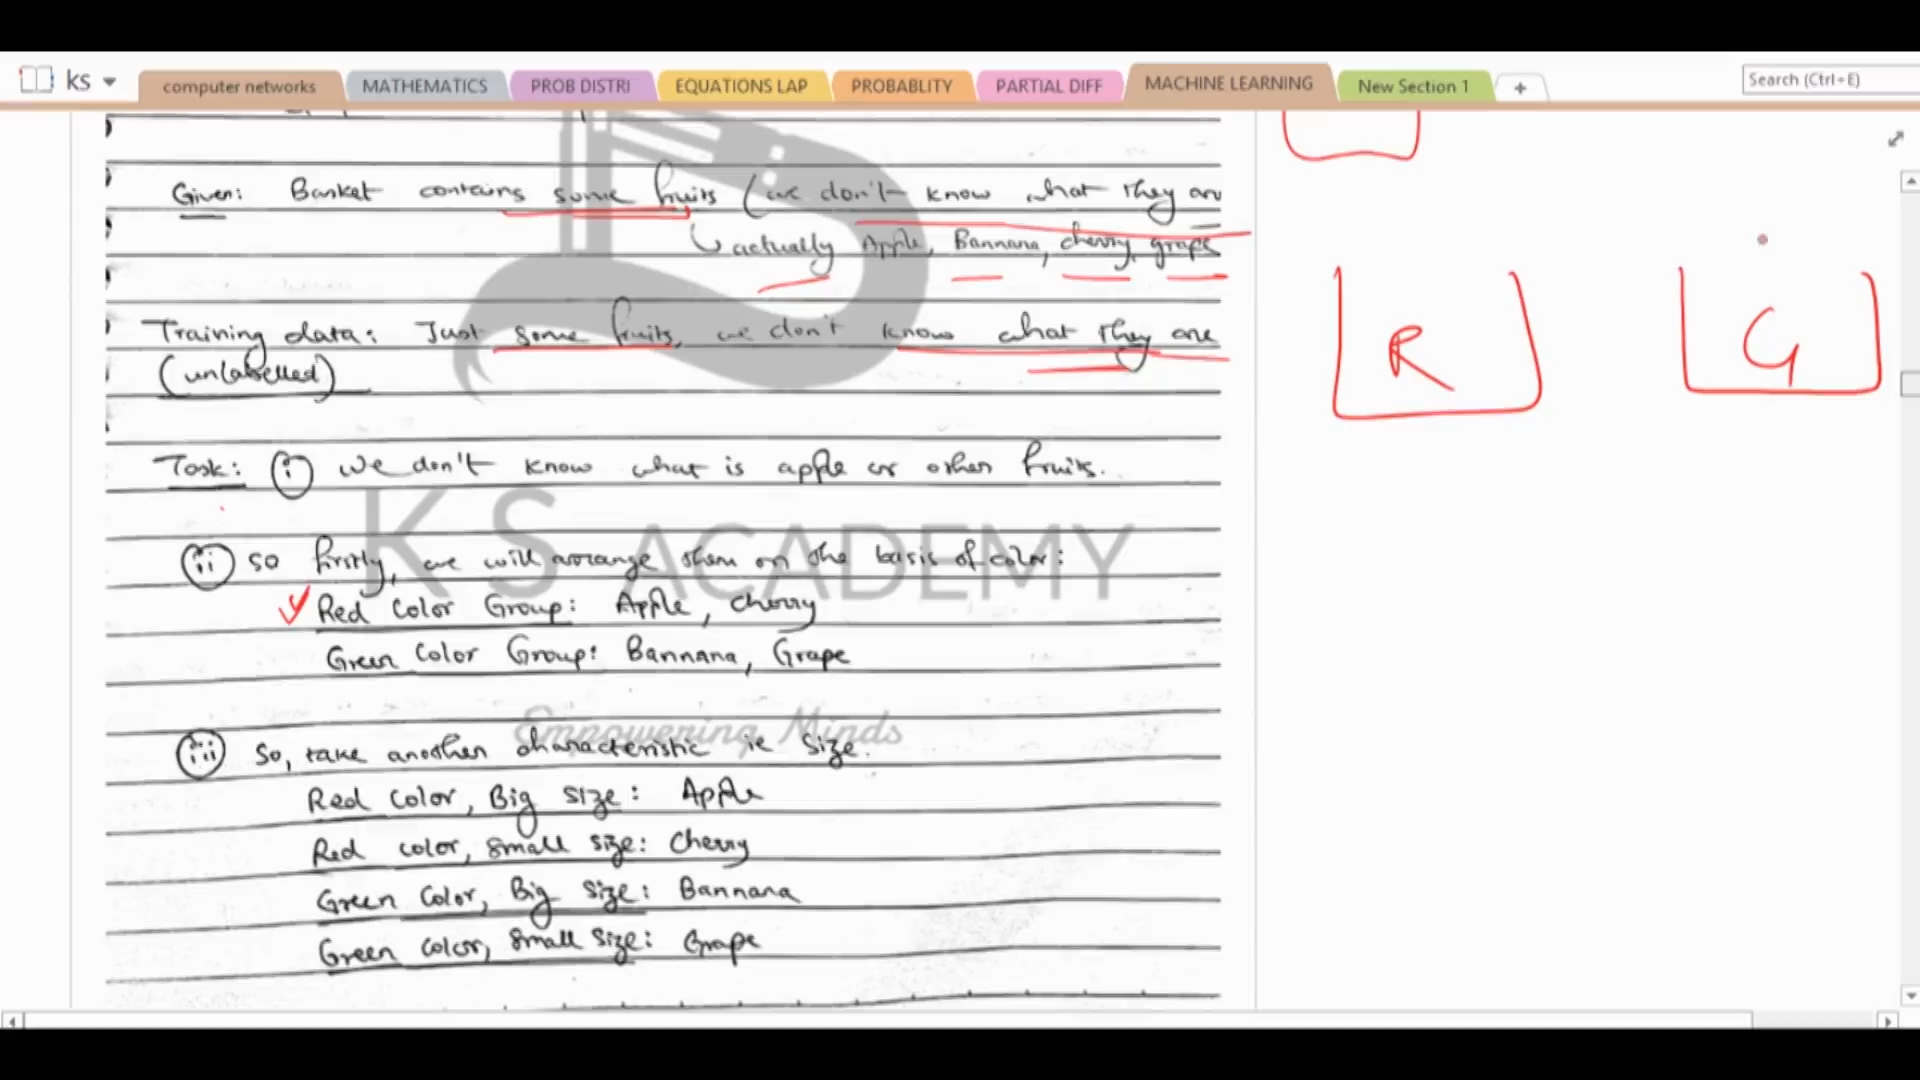 ks
computer networks
MATHEMATICS
PROB DISTRI
EQUATIONS LAP
PROBABLITY
PARTIAL DIFF
MACHINE LEARNING
New Section 1
+
Search (Ctrl+E)
Given: Basket contains some fruits (we don't know what they are
actually Apple, Bannana, cherry, grape
Training data: Just some fruits, we don't know what they are
(unlabelled)
Task: (i) we don't know what is apple or other fruits.
(ii) so firstly, we will arrange them on the basis of color:
Red Color Group: Apple, cherry
Green Color Group: Bannana, Grape
(iii) So, take another characteristic ie size.
Red color, Big size: Apple
Red color, small size: Cherry
Green Color, Big size: Bannana
Green color, small size: Grape
R
G
KS ACADEMY
Empowering Minds